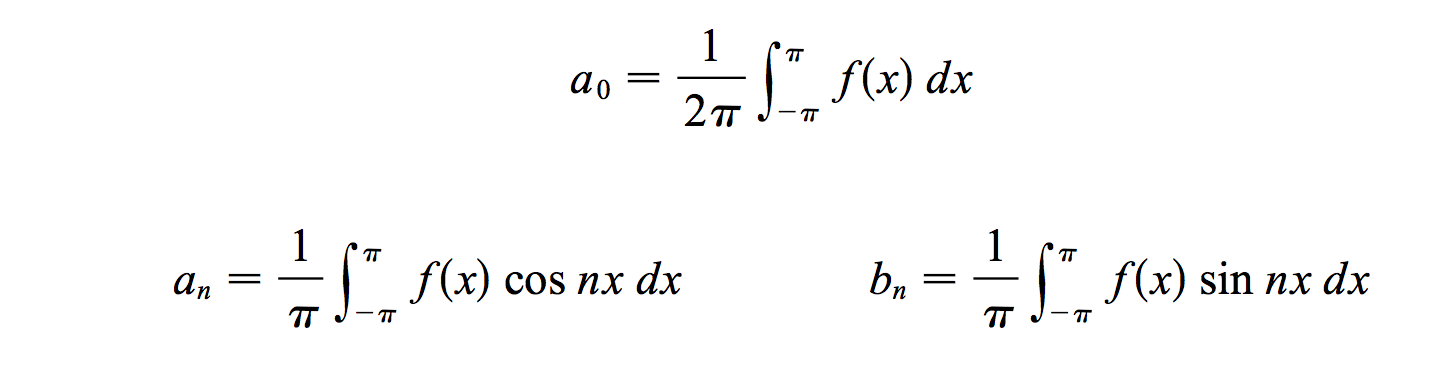 a₀ = 1/2π ∫_{-π}^{π} f(x) dx
aₙ = 1/π ∫_{-π}^{π} f(x) cos nx dx bₙ = 1/π ∫_{-π}^{π} f(x) sin nx dx